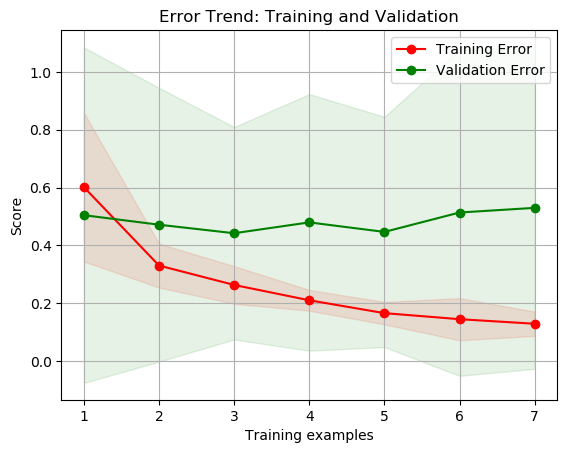 Error Trend: Training and Validation
Training Error
Validation Error
Score
1.0
0.8
0.6
0.4
0.2
0.0
1 2 3 4 5 6 7
Training examples